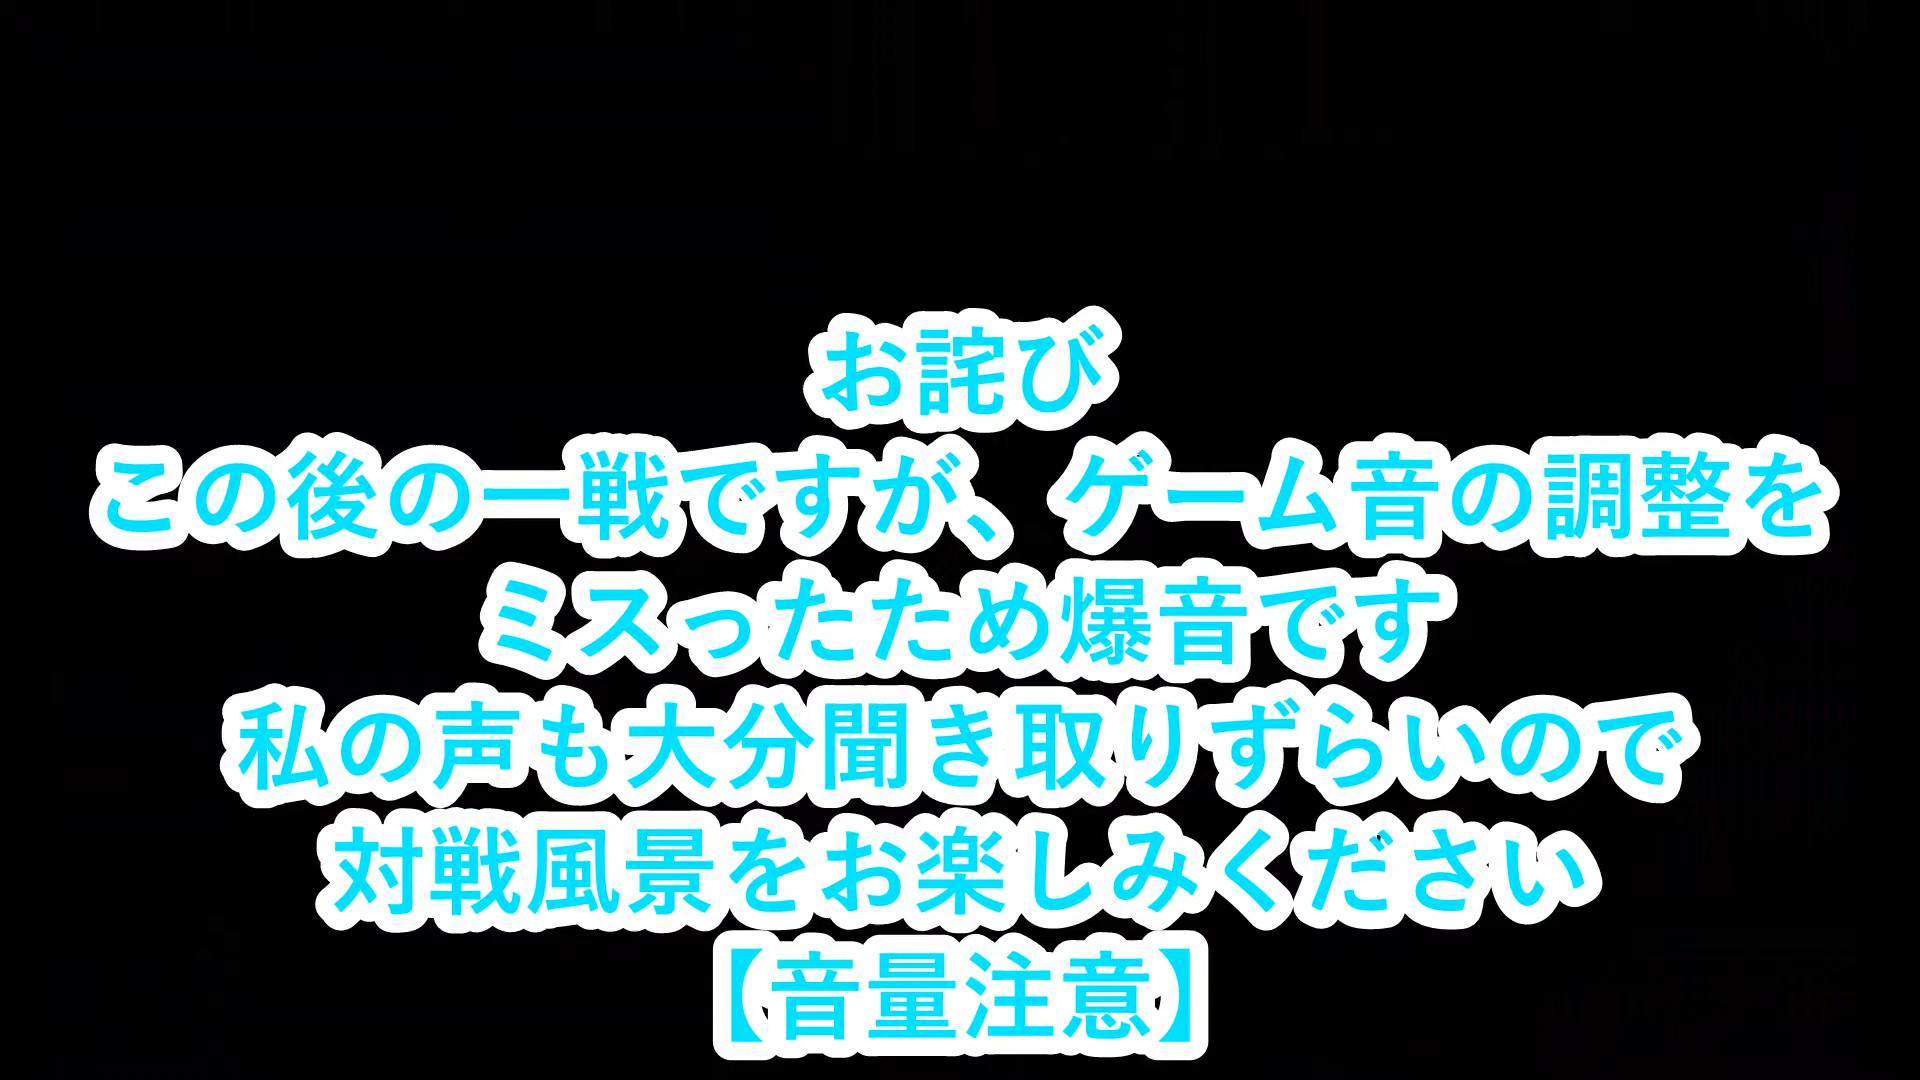 お詫び
この後の一戦ですが、ゲーム音の調整を
ミスったため爆音です
私の声も大分聞き取りずらいので
対戦風景をお楽しみください
【音量注意】